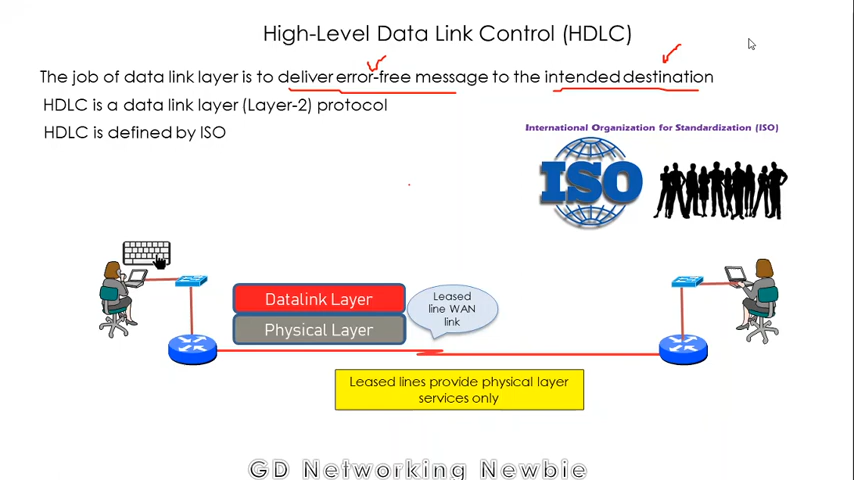 High-Level Data Link Control (HDLC)
The job of data link layer is to deliver error-free message to the intended destination
HDLC is a data link layer (Layer-2) protocol
HDLC is defined by ISO
International Organization for Standardization (ISO)
ISO
Datalink Layer
Physical Layer
Leased
line WAN
link
Leased lines provide physical layer
services only
GD Networking Newbie